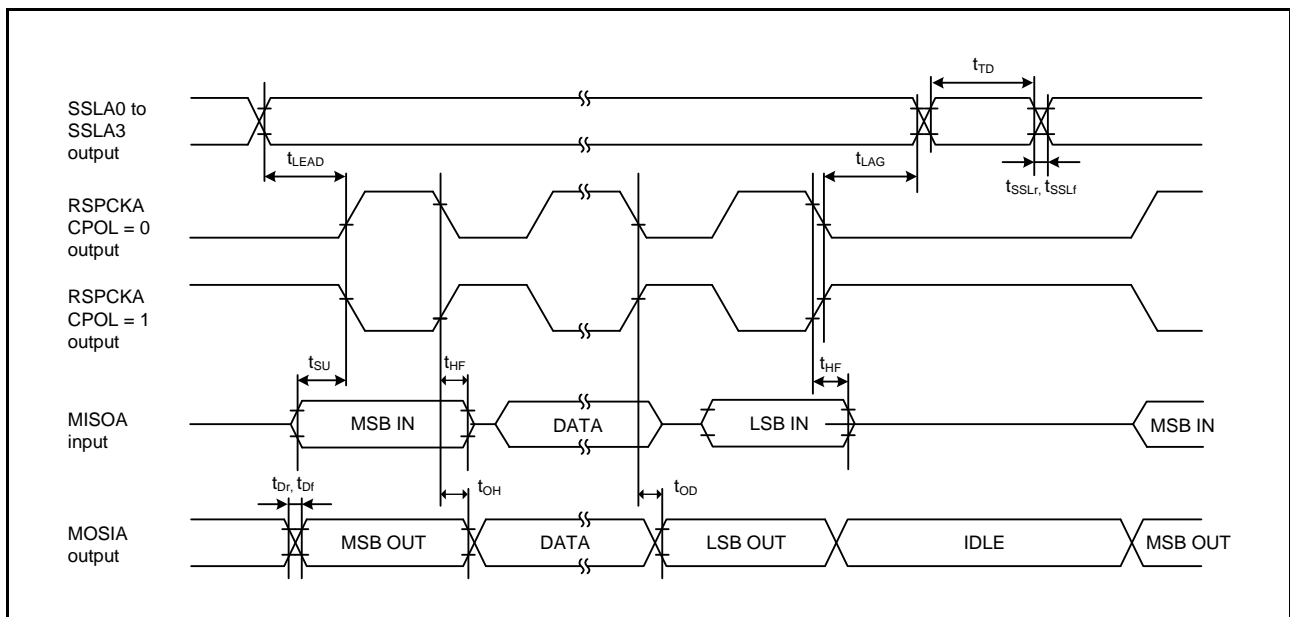 tTD
SSLA0 to
SSLA3
output
tLEAD
tLAG
tSSLr, tSSLf
RSPCKA
CPOL = 0
output
RSPCKA
CPOL = 1
output
tSU
tHF
tHF
MISOA
input
MSB IN
DATA
LSB IN
MSB IN
tDr, tDf
tOH
tOD
MOSIA
output
MSB OUT
DATA
LSB OUT
IDLE
MSB OUT